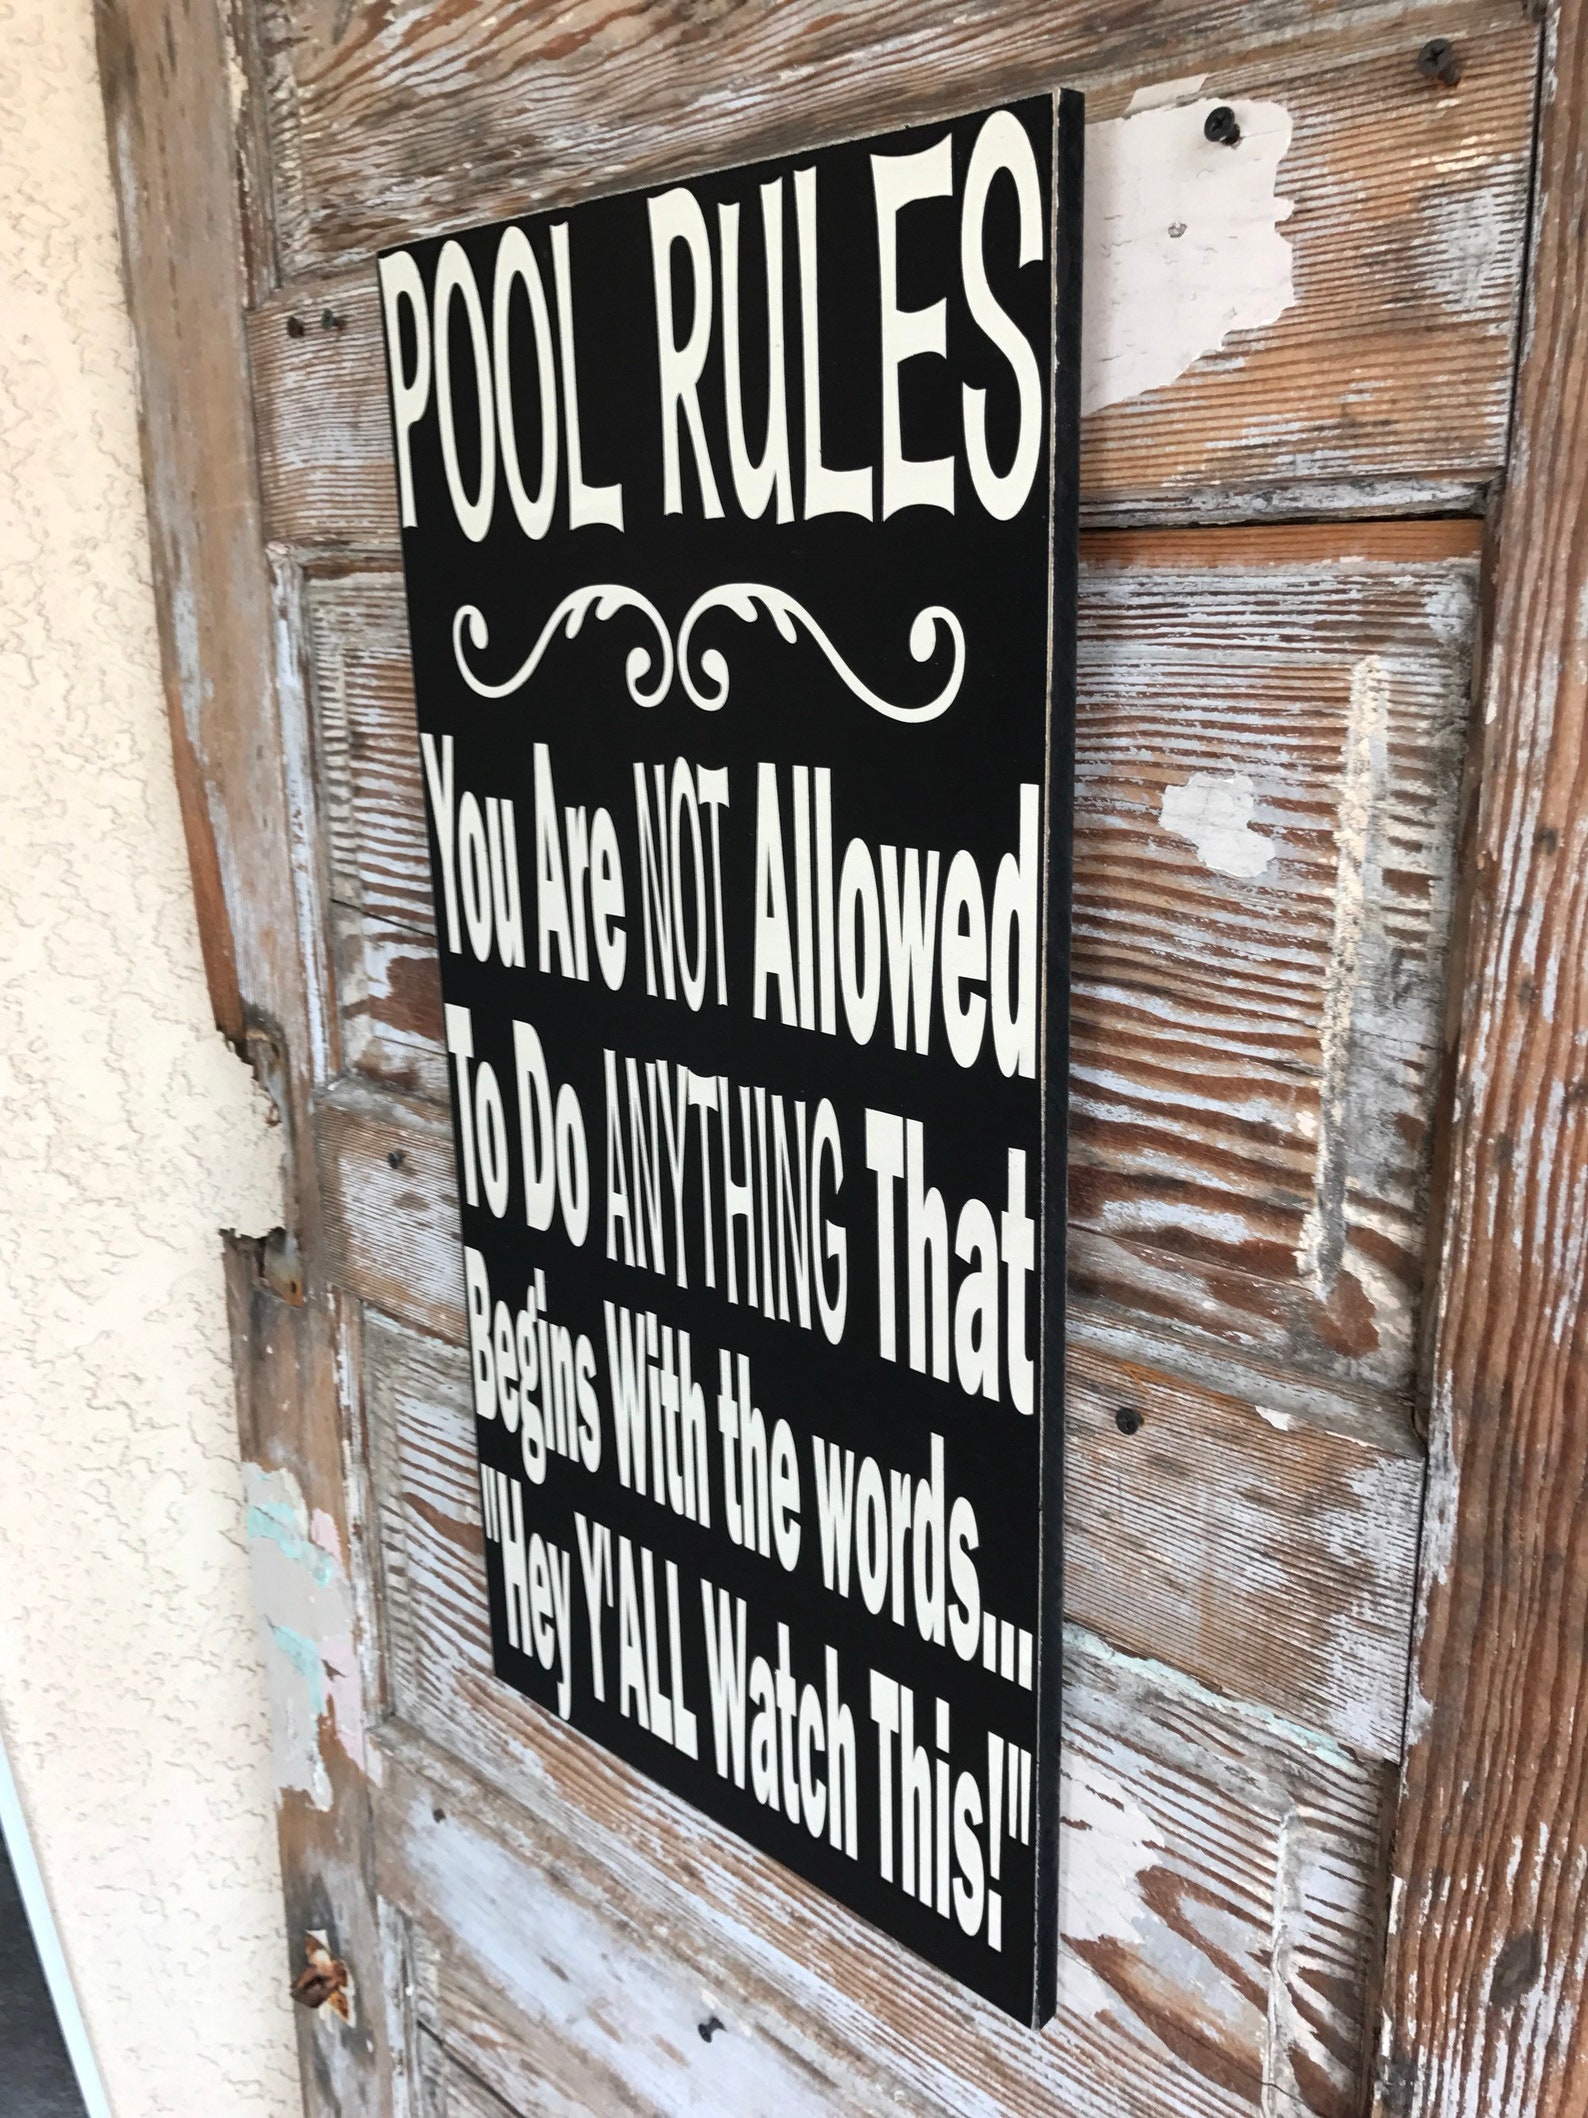 POOL RULES
You Are NOT Allowed
To Do ANYTHING That
Begins With the words...
"Hey Y'ALL Watch This!"